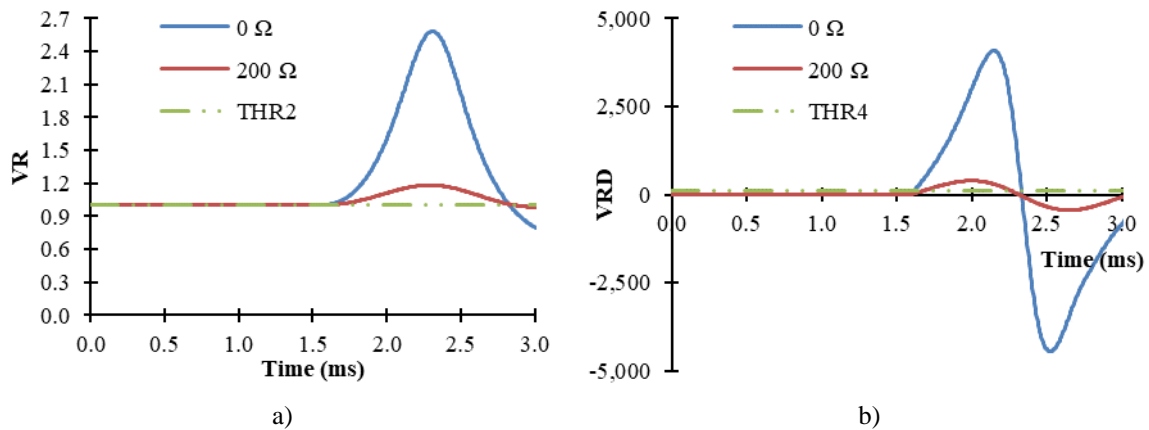 2.7
2.4
2.1
1.8
1.5
1.2
0.9
0.6
0.3
0.0
VR
0 Ω
200 Ω
THR2
0.0 0.5 1.0 1.5 2.0 2.5 3.0
Time (ms)
a)
5,000
2,500
0
-2,500
-5,000
VRD
0 Ω
200 Ω
THR4
0.0 0.5 1.0 1.5 2.0 2.5 3.0
Time (ms)
b)